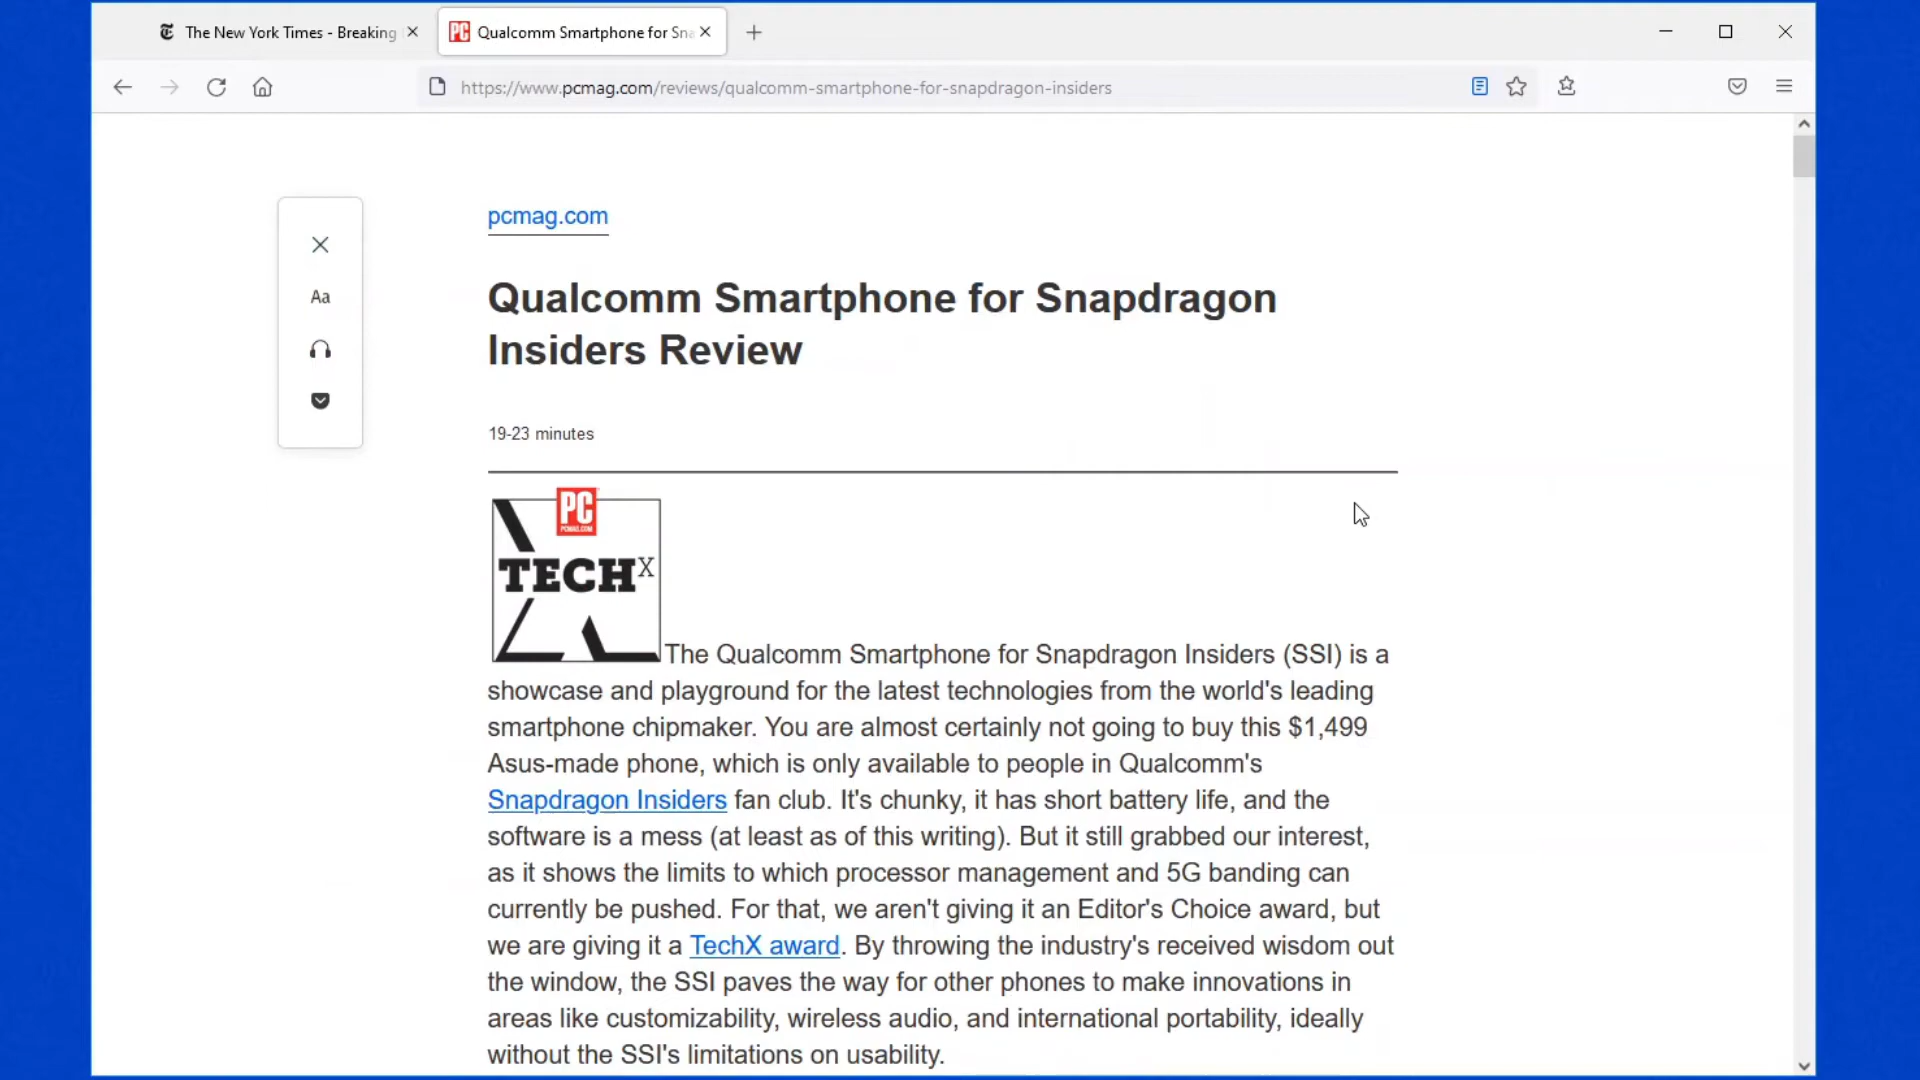 The New York Times - Breaking
Qualcomm Smartphone for Sna
https://www.pcmag.com/reviews/qualcomm-smartphone-for-snapdragon-insiders
pcmag.com
Aa
Qualcomm Smartphone for Snapdragon
Insiders Review
19-23 minutes
PC
PCMAG.COM
TECHX
The Qualcomm Smartphone for Snapdragon Insiders (SSI) is a
showcase and playground for the latest technologies from the world's leading
smartphone chipmaker. You are almost certainly not going to buy this $1,499
Asus-made phone, which is only available to people in Qualcomm's
Snapdragon Insiders fan club. It's chunky, it has short battery life, and the
software is a mess (at least as of this writing). But it still grabbed our interest,
as it shows the limits to which processor management and 5G banding can
currently be pushed. For that, we aren't giving it an Editor's Choice award, but
we are giving it a TechX award. By throwing the industry's received wisdom out
the window, the SSI paves the way for other phones to make innovations in
areas like customizability, wireless audio, and international portability, ideally
without the SSI's limitations on usability.